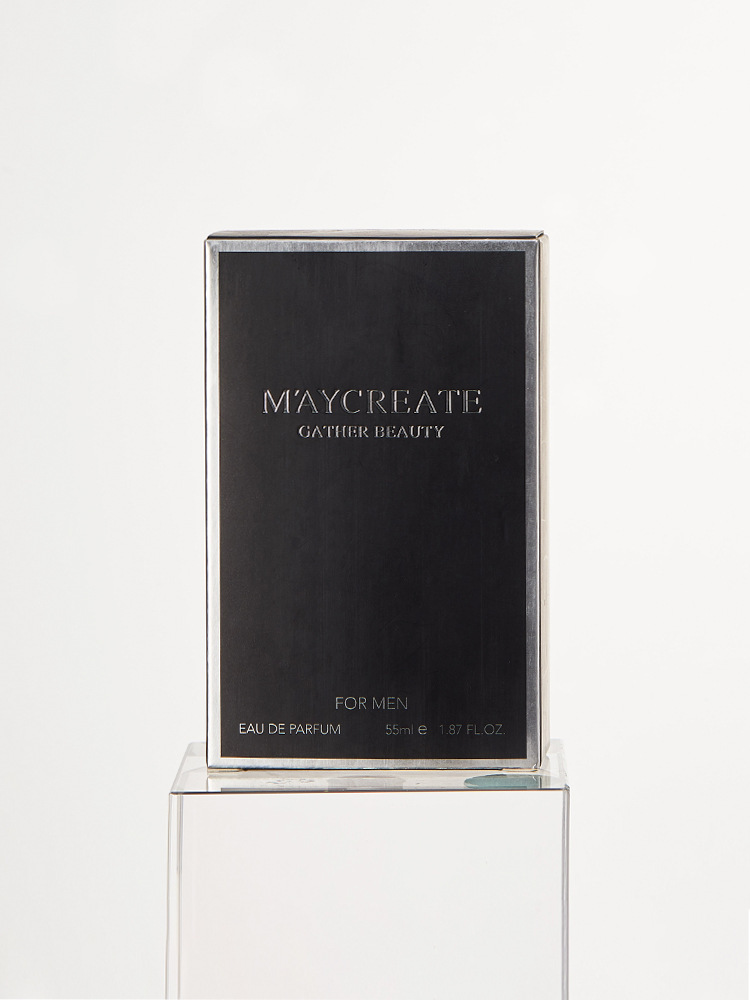 M'AYCREATE
GATHER BEAUTY
FOR MEN
EAU DE PARFUM 55ml e 1.87 FL.OZ.